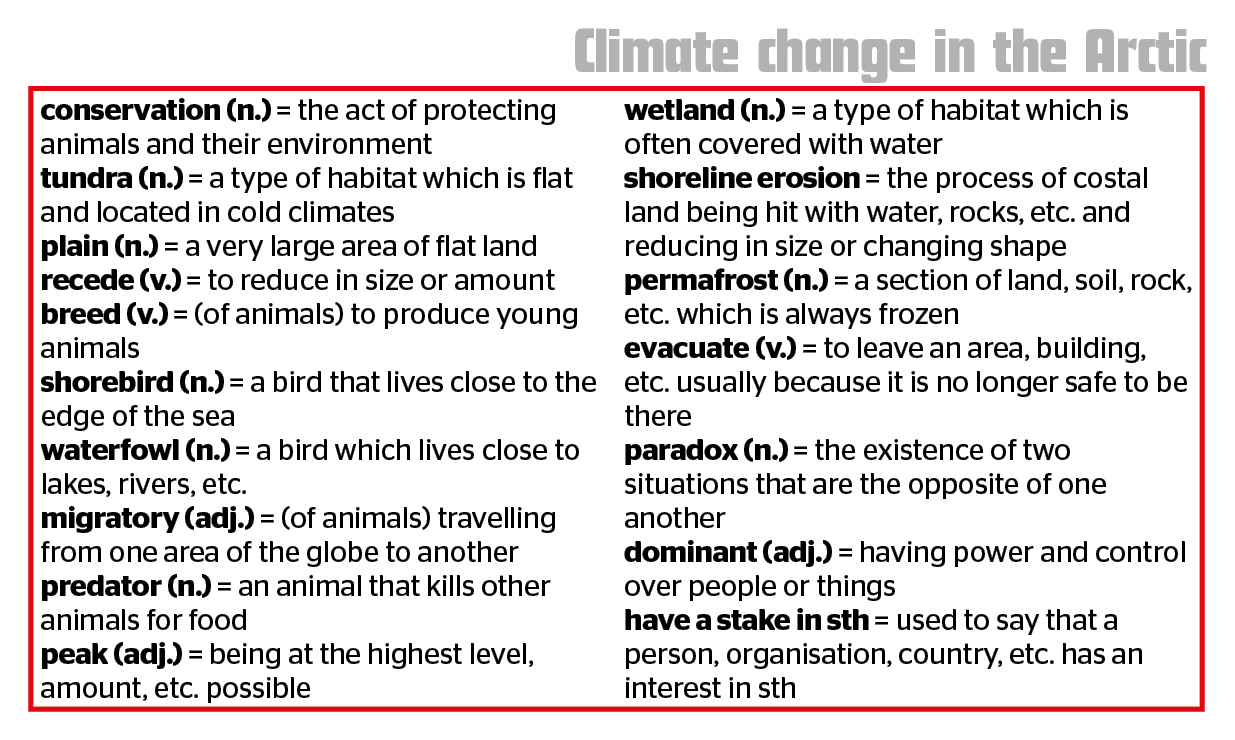 Climate change in the Arctic
conservation (n.) = the act of protecting
animals and their environment
tundra (n.) = a type of habitat which is flat
and located in cold climates
plain (n.) = a very large area of flat land
recede (v.) = to reduce in size or amount
breed (v.) = (of animals) to produce young
animals
shorebird (n.) = a bird that lives close to the
edge of the sea
waterfowl (n.) = a bird which lives close to
lakes, rivers, etc.
migratory (adj.) = (of animals) travelling
from one area of the globe to another
predator (n.) = an animal that kills other
animals for food
peak (adj.) = being at the highest level,
amount, etc. possible
wetland (n.) = a type of habitat which is
often covered with water
shoreline erosion = the process of costal
land being hit with water, rocks, etc. and
reducing in size or changing shape
permafrost (n.) = a section of land, soil, rock,
etc. which is always frozen
evacuate (v.) = to leave an area, building,
etc. usually because it is no longer safe to be
there
paradox (n.) = the existence of two
situations that are the opposite of one
another
dominant (adj.) = having power and control
over people or things
have a stake in sth = used to say that a
person, organisation, country, etc. has an
interest in sth